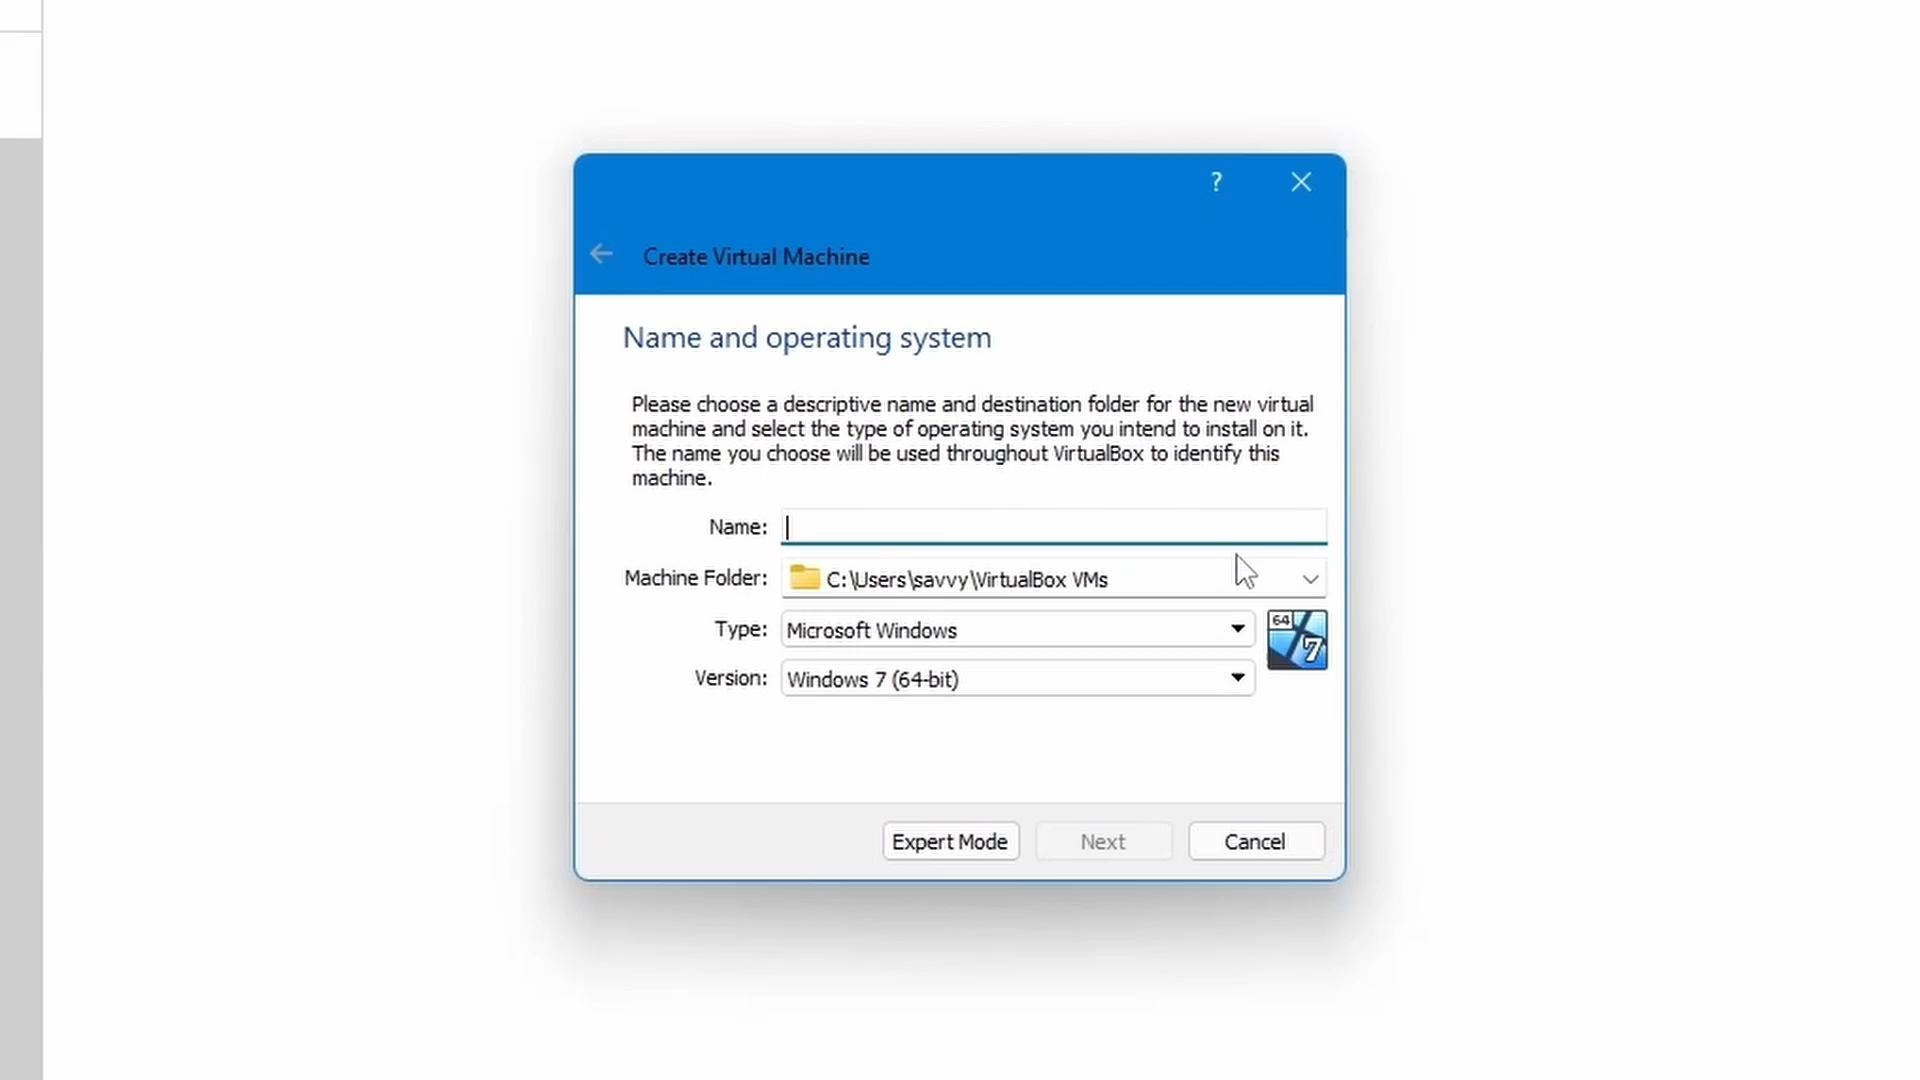 ?
Create Virtual Machine
Name and operating system
Please choose a descriptive name and destination folder for the new virtual
machine and select the type of operating system you intend to install on it.
The name you choose will be used throughout VirtualBox to identify this
machine.
Name:
Machine Folder: C:\Users\savvy\VirtualBox VMs
Type: Microsoft Windows
64
7
Version: Windows 7 (64-bit)
Expert Mode Next Cancel